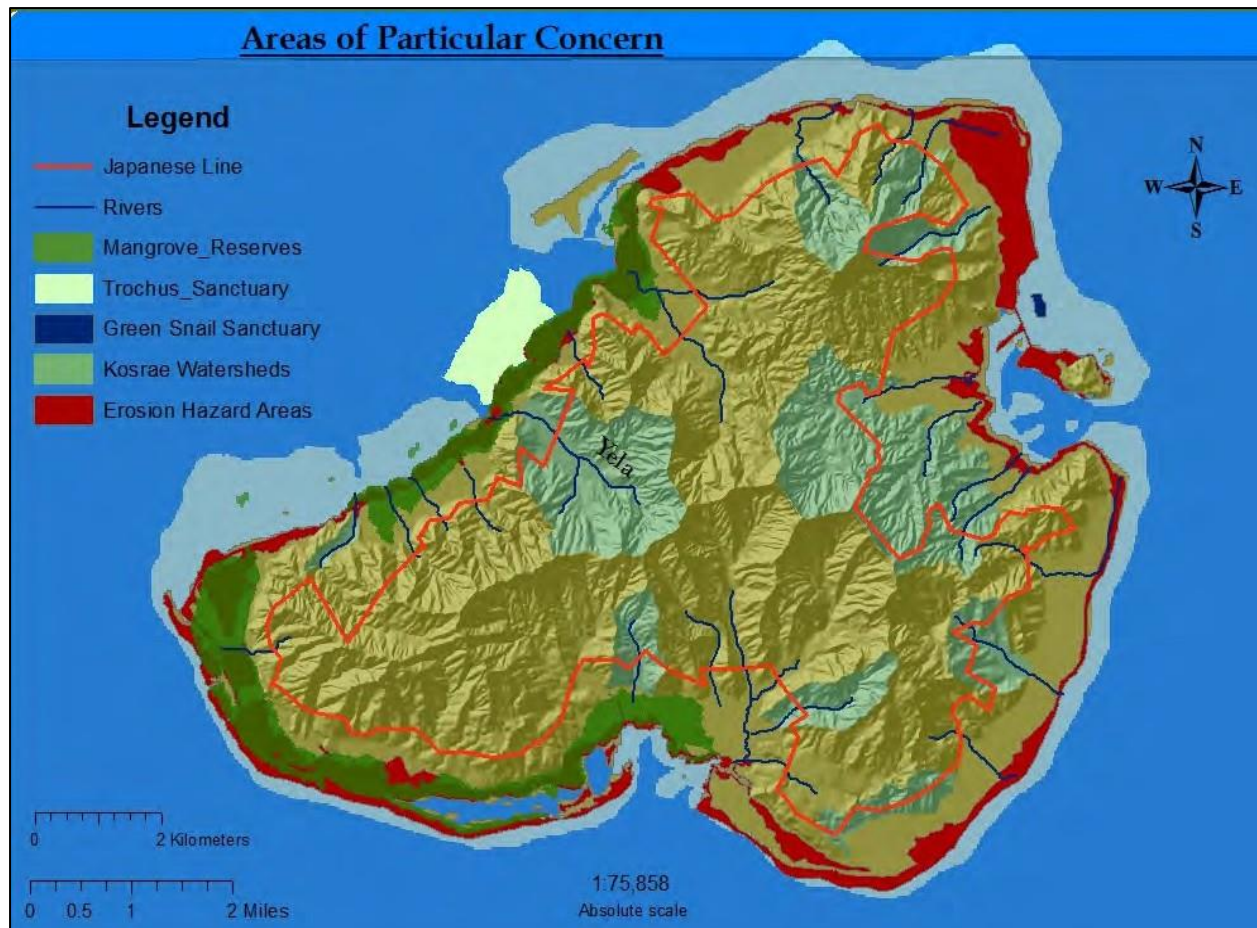 Areas of Particular Concern
Legend
Japanese Line
Rivers
Mangrove_Reserves
Trochus_Sanctuary
Green Snail Sanctuary
Kosrae Watersheds
Erosion Hazard Areas
N
W E
S
Yela
0 2 Kilometers
0 0.5 1 2 Miles
1:75,858
Absolute scale